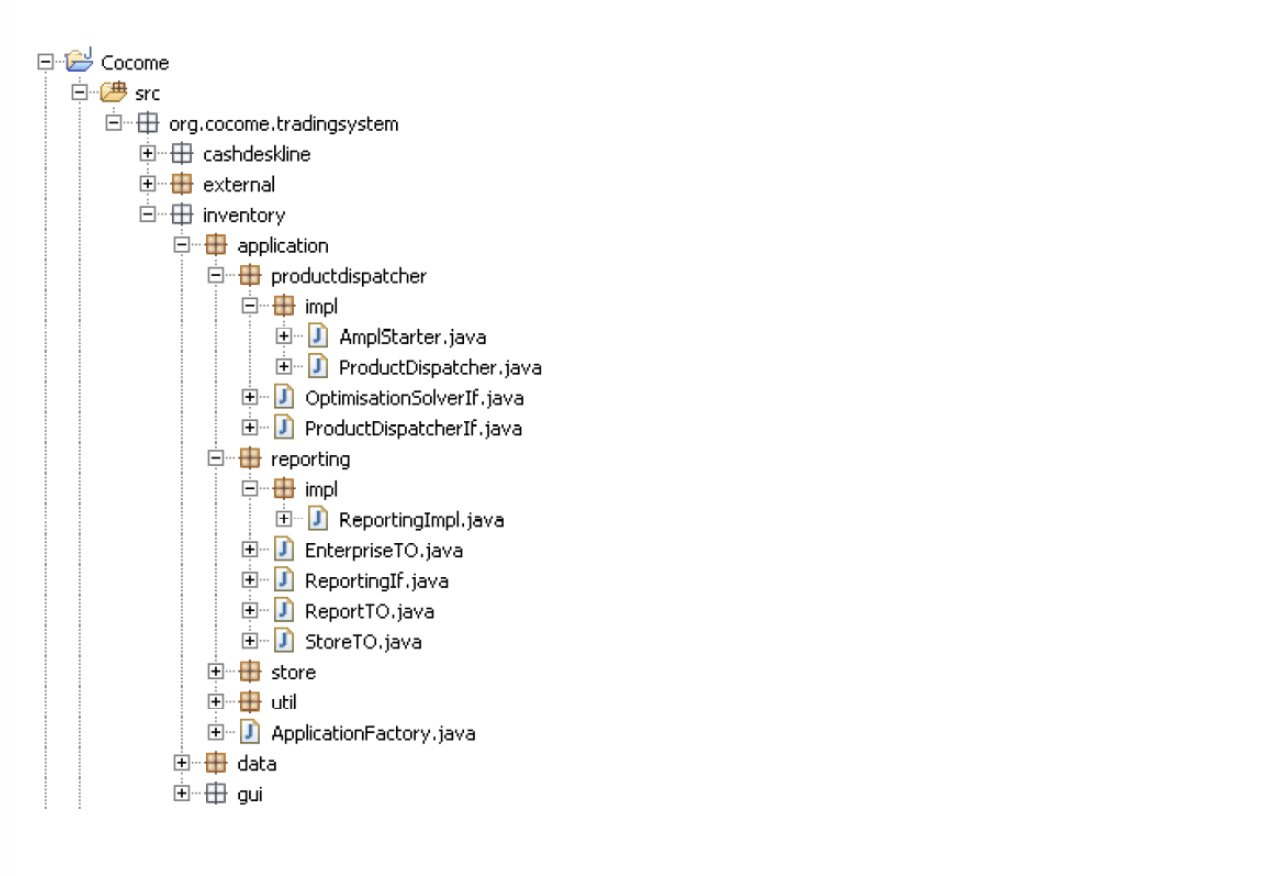 Cocome
src
org.cocome.tradingsystem
cashdeskline
external
inventory
application
productdispatcher
impl
AmplStarter.java
ProductDispatcher.java
OptimisationSolverIf.java
ProductDispatcherIf.java
reporting
impl
ReportingImpl.java
EnterpriseTO.java
ReportingIf.java
ReportTO.java
StoreTO.java
store
util
ApplicationFactory.java
data
gui